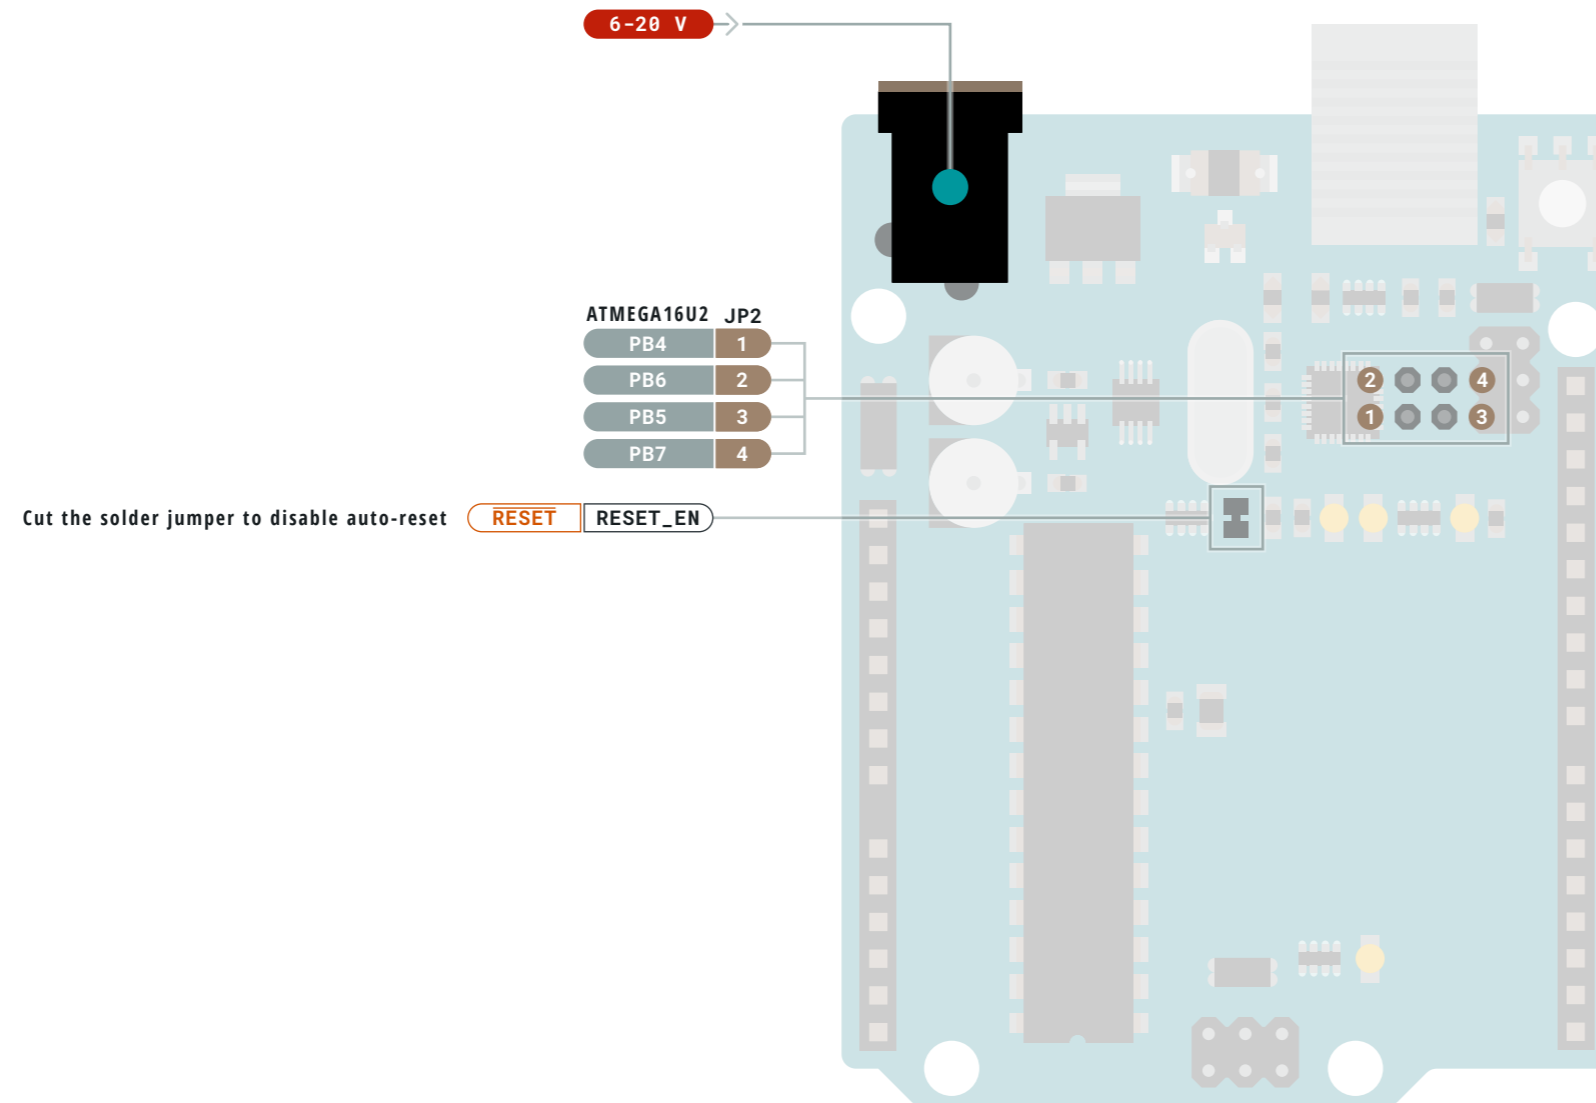 6-20 V
ATMEGA16U2 JP2
PB4 1
PB6 2
PB5 3
PB7 4
2 4
1 3
Cut the solder jumper to disable auto-reset RESET RESET_EN